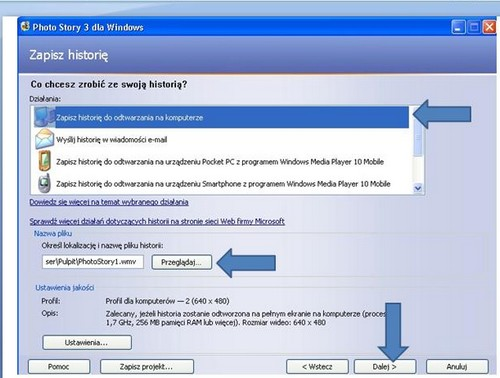 Photo Story 3 dla Windows
Zapisz historię
Co chcesz zrobić ze swoją historią?
Działania:
Zapisz historię do odtwarzania na komputerze
Wyślij historię w wiadomości e-mail
Zapisz historię do odtwarzania na urządzeniu Pocket PC z programem Windows Media Player 10 Mobile
Zapisz historię do odtwarzania na urządzeniu Smartphone z programem Windows Media Player 10 Mobile
Dowiedz się więcej na temat wybranego działania
Sprawdź więcej działań dotyczących historii na stronie sieci Web firmy Microsoft
Nazwa pliku
Określ lokalizację i nazwę pliku historii:
ser\Pulpit\PhotoStory1.wmv Przeglądaj...
Ustawienia jakości
Profil: Profil dla komputerów — 2 (640 x 480)
Opis: Zalecany, jeżeli historia zostanie odtworzona na pełnym ekranie na komputerze (proces
1,7 GHz, 256 MB pamięci RAM lub więcej). Rozmiar wideo: 640 x 480
Ustawienia...
Pomoc Zapisz projekt... < Wstecz Dalej > Anuluj